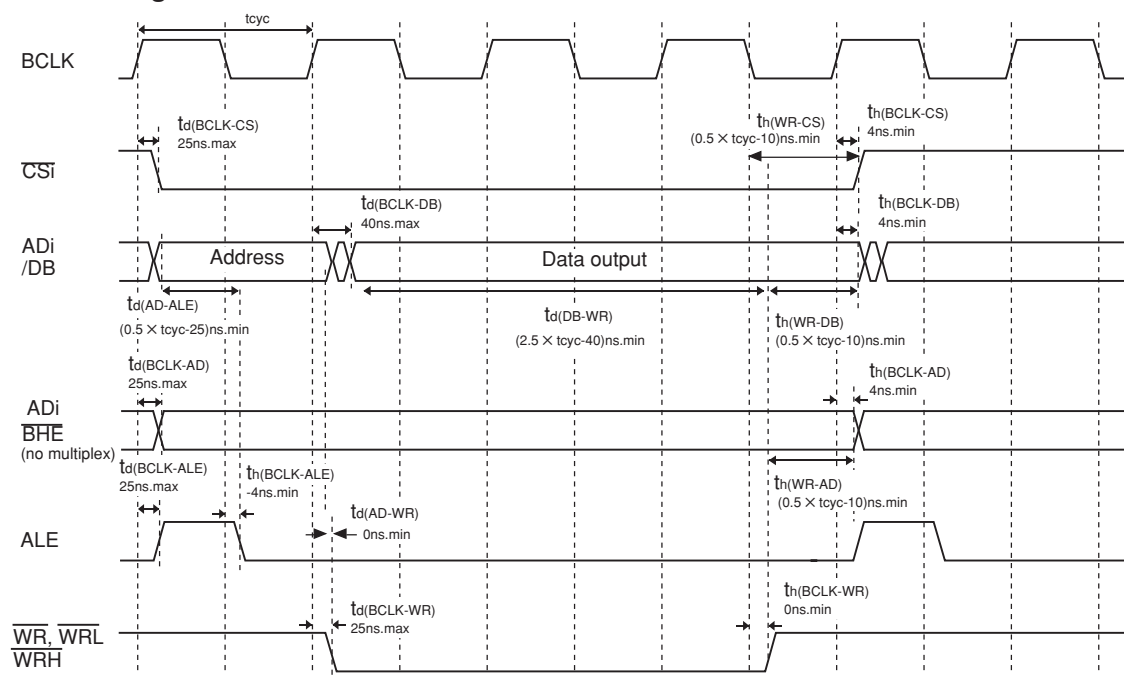 tcyc
BCLK
td(BCLK-CS)
25ns.max
th(WR-CS)
(0.5 × tcyc-10)ns.min
th(BCLK-CS)
4ns.min
CSi
td(BCLK-DB)
40ns.max
th(BCLK-DB)
4ns.min
ADi
/DB
Address
Data output
td(AD-ALE)
(0.5 × tcyc-25)ns.min
td(DB-WR)
(2.5 × tcyc-40)ns.min
th(WR-DB)
(0.5 × tcyc-10)ns.min
td(BCLK-AD)
25ns.max
th(BCLK-AD)
4ns.min
ADi
BHE
(no multiplex)
td(BCLK-ALE)
25ns.max
th(BCLK-ALE)
-4ns.min
th(WR-AD)
(0.5 × tcyc-10)ns.min
td(AD-WR)
0ns.min
ALE
td(BCLK-WR)
25ns.max
th(BCLK-WR)
0ns.min
WR, WRL
WRH